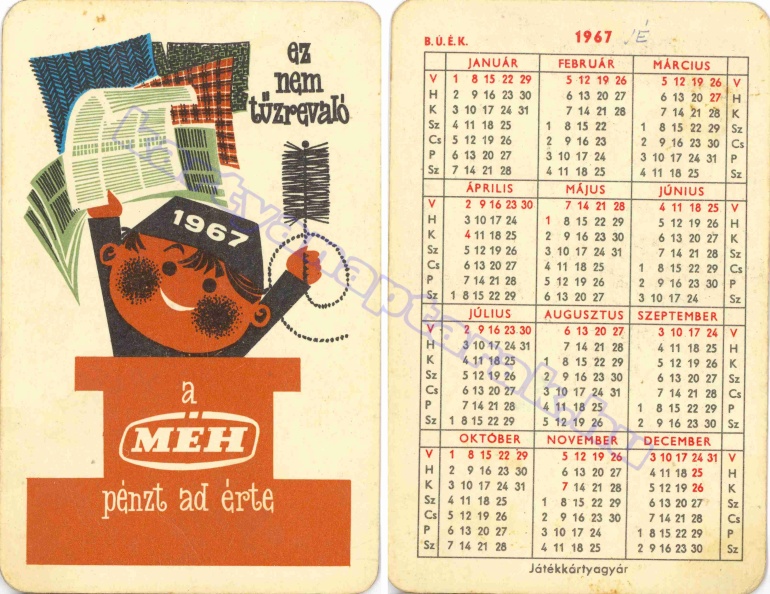 ez
nem
tűzrevaló
1967
a
MÉH
pénzt ad érte
kartyanaptarak.hu
B.Ú.É.K. 1967 JÉ
JANUÁR FEBRUÁR MÁRCIUS
V 1 8 15 22 29 5 12 19 26 5 12 19 26 V
H 2 9 16 23 30 6 13 20 27 6 13 20 27 H
K 3 10 17 24 31 7 14 21 28 7 14 21 28 K
Sz 4 11 18 25 1 8 15 22 1 8 15 22 29 Sz
Cs 5 12 19 26 2 9 16 23 2 9 16 23 30 Cs
P 6 13 20 27 3 10 17 24 3 10 17 24 31 P
Sz 7 14 21 28 4 11 18 25 4 11 18 25 Sz
ÁPRILIS MÁJUS JÚNIUS
V 2 9 16 23 30 7 14 21 28 4 11 18 25 V
H 3 10 17 24 1 8 15 22 29 5 12 19 26 H
K 4 11 18 25 2 9 16 23 30 6 13 20 27 K
Sz 5 12 19 26 3 10 17 24 31 7 14 21 28 Sz
Cs 6 13 20 27 4 11 18 25 1 8 15 22 29 Cs
P 7 14 21 28 5 12 19 26 2 9 16 23 30 P
Sz 1 8 15 22 29 6 13 20 27 3 10 17 24 Sz
JÚLIUS AUGUSZTUS SZEPTEMBER
V 2 9 16 23 30 6 13 20 27 3 10 17 24 V
H 3 10 17 24 31 7 14 21 28 4 11 18 25 H
K 4 11 18 25 1 8 15 22 29 5 12 19 26 K
Sz 5 12 19 26 2 9 16 23 30 6 13 20 27 Sz
Cs 6 13 20 27 3 10 17 24 31 7 14 21 28 Cs
P 7 14 21 28 4 11 18 25 1 8 15 22 29 P
Sz 1 8 15 22 29 5 12 19 26 2 9 16 23 30 Sz
OKTÓBER NOVEMBER DECEMBER
V 1 8 15 22 29 5 12 19 26 3 10 17 24 31 V
H 2 9 16 23 30 6 13 20 27 4 11 18 25 H
K 3 10 17 24 31 7 14 21 28 5 12 19 26 K
Sz 4 11 18 25 1 8 15 22 29 6 13 20 27 Sz
Cs 5 12 19 26 2 9 16 23 30 7 14 21 28 Cs
P 6 13 20 27 3 10 17 24 1 8 15 22 29 P
Sz 7 14 21 28 4 11 18 25 2 9 16 23 30 Sz
Játékkártyagyár